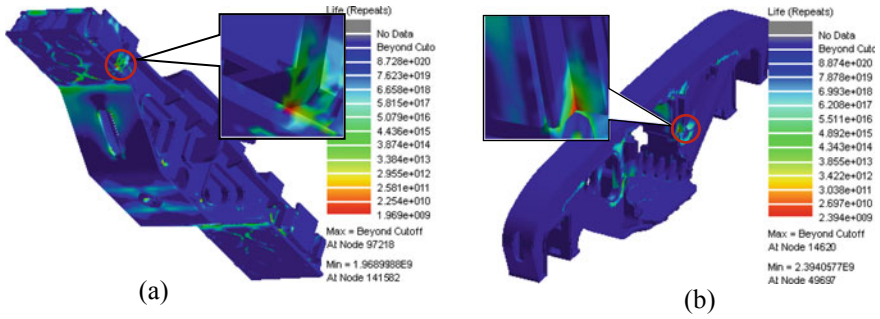 Life (Repeats)
No Data
Beyond Cuto
8.728e+020
7.623e+019
6.658e+018
5.815e+017
5.079e+016
4.436e+015
3.874e+014
3.384e+013
2.955e+012
2.581e+011
2.254e+010
1.969e+009
Max = Beyond Cutoff
At Node 97218
Min = 1.9689988E9
At Node 141582
(a)
Life (Repeats)
No Data
Beyond Cuto
8.874e+020
7.878e+019
6.993e+018
6.208e+017
5.511e+016
4.892e+015
4.343e+014
3.855e+013
3.422e+012
3.038e+011
2.697e+010
2.394e+009
Max = Beyond Cutoff
At Node 14620
Min = 2.3940577E9
At Node 49697
(b)